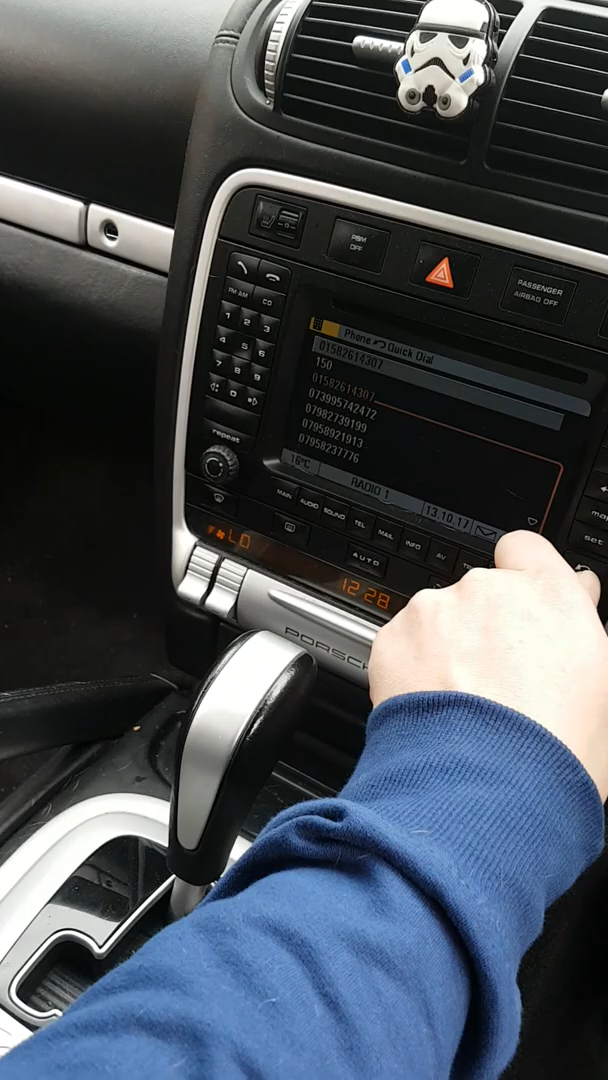 PSM
OFF
PASSENGER
AIRBAG OFF
FM AM
CD
1 2 3
4 5 6
7 8 9
0
Phone Quick Dial
01582614307
150
01582614307
073995742472
07982739199
07958921913
07958237776
repeat
16°C
RADIO 1
13.10.17
MAIN
AUDIO
SOUND
TEL
MAIL
INFO
AV
map
set
LO
AUTO
12:28
PORSCH